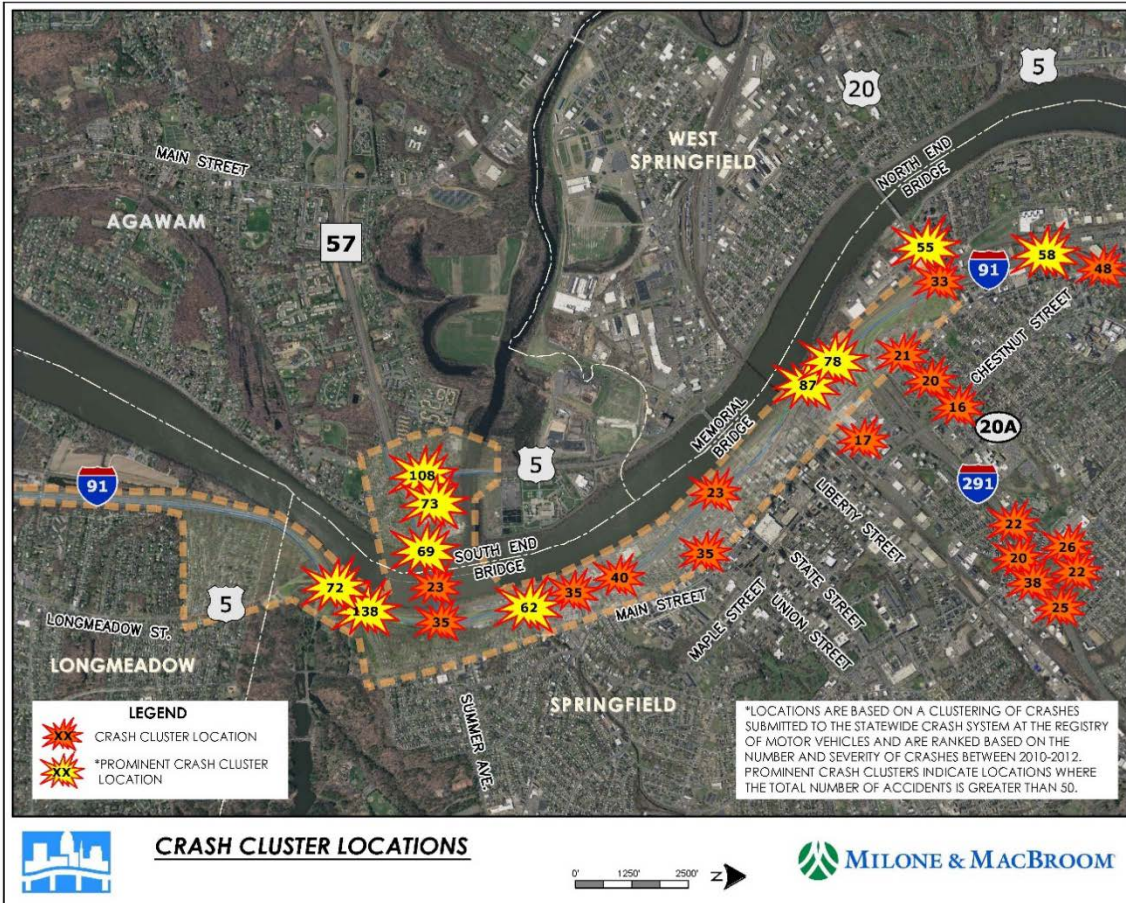 5
20
WEST
SPRINGFIELD
MAIN STREET
NORTH END
BRIDGE
AGAWAM
57
55
91
58
48
33
CHESTNUT STREET
78
21
87
20
16
20A
MEMORIAL
BRIDGE
17
108
5
91
291
73
23
LIBERTY STREET
22
69
SOUTH END
BRIDGE
35
STATE STREET
20
26
72
23
40
MAPLE STREET
UNION STREET
38
22
5
138
35
62
35
MAIN STREET
25
LONGMEADOW ST.
LONGMEADOW
SUMMER AVE.
SPRINGFIELD
LEGEND
XX CRASH CLUSTER LOCATION
XX *PROMINENT CRASH CLUSTER
LOCATION
*LOCATIONS ARE BASED ON A CLUSTERING OF CRASHES
SUBMITTED TO THE STATEWIDE CRASH SYSTEM AT THE REGISTRY
OF MOTOR VEHICLES AND ARE RANKED BASED ON THE
NUMBER AND SEVERITY OF CRASHES BETWEEN 2010-2012.
PROMINENT CRASH CLUSTERS INDICATE LOCATIONS WHERE
THE TOTAL NUMBER OF ACCIDENTS IS GREATER THAN 50.
CRASH CLUSTER LOCATIONS
0' 1250' 2500'
N
MILONE & MACBROOM